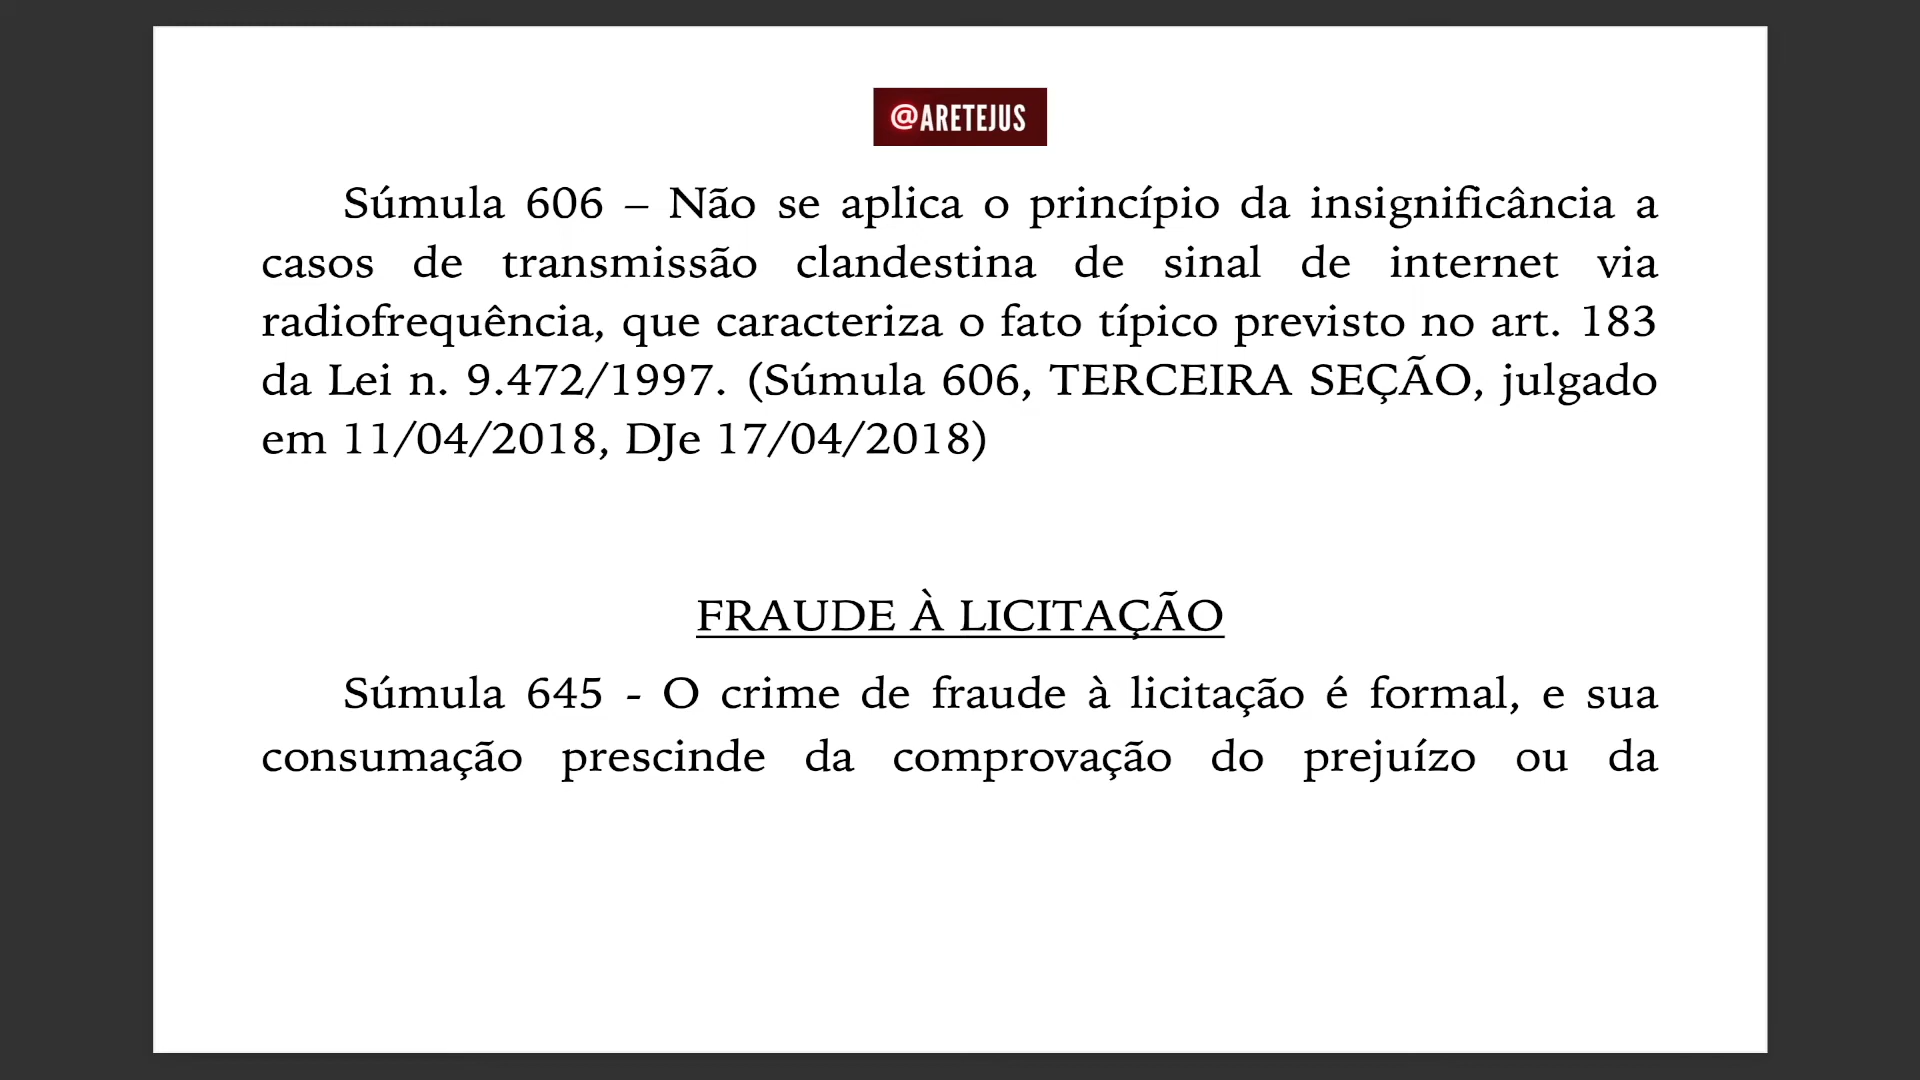 @ARETEJUS
Súmula 606 – Não se aplica o princípio da insignificância a
casos de transmissão clandestina de sinal de internet via
radiofrequência, que caracteriza o fato típico previsto no art. 183
da Lei n. 9.472/1997. (Súmula 606, TERCEIRA SEÇÃO, julgado
em 11/04/2018, DJe 17/04/2018)
FRAUDE À LICITAÇÃO
Súmula 645 - O crime de fraude à licitação é formal, e sua
consumação prescinde da comprovação do prejuízo ou da